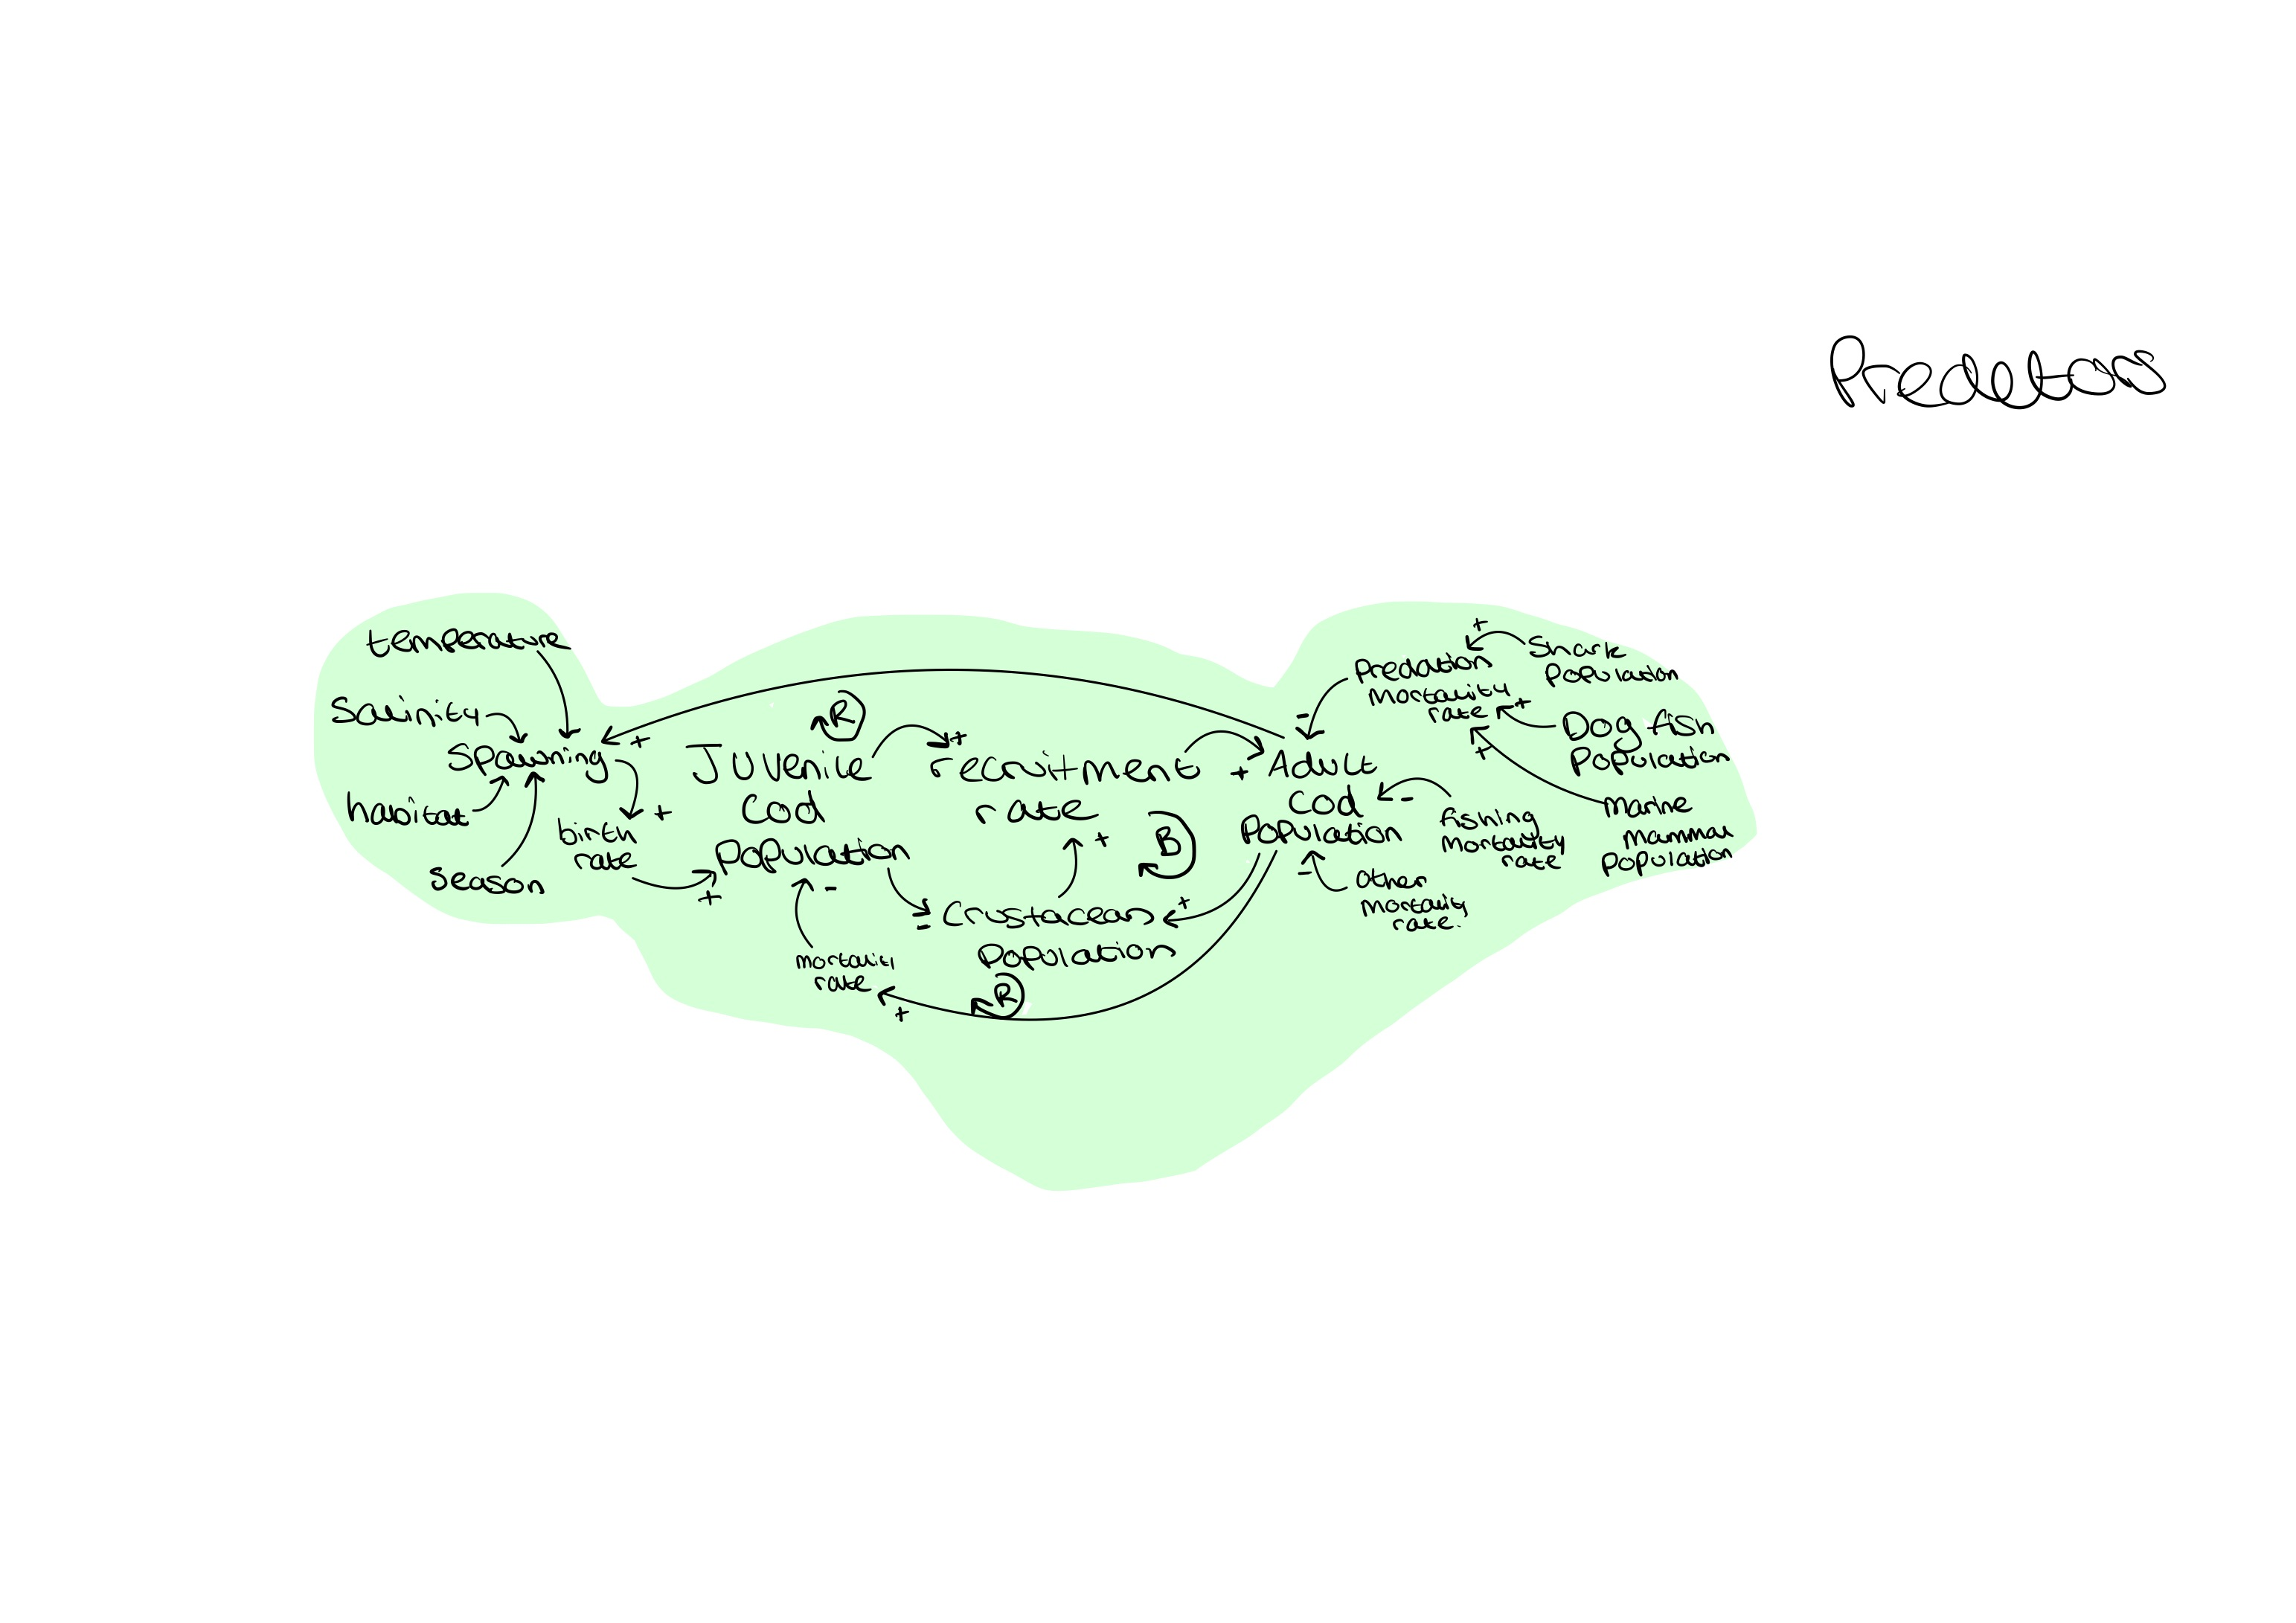 Predators
temperature
Salinity
Spawning
+
habitat
season
birth
rate
+
+
Juvenile
Cod
Population
R
-
mortality
rate
+
+
recruitment
rate
+
B
-
Crustacean
Population
R
+
+
Adult
Cod
Population
-
Predation
Mortality
rate
+
Shark
Population
+
Dog fish
Population
+
Marine
Mammal
Population
-
fishing
Mortality
rate
-
Other
Mortality
rate.